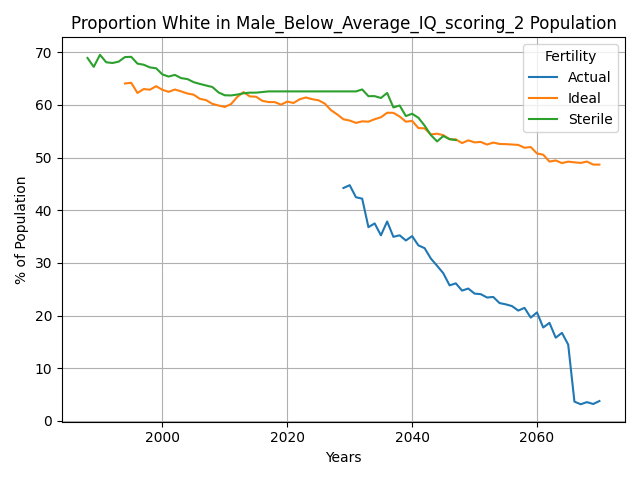 Proportion White in Male_Below_Average_IQ_scoring_2 Population
Fertility
Actual
Ideal
Sterile
% of Population
70
60
50
40
30
20
10
0
2000 2020 2040 2060
Years